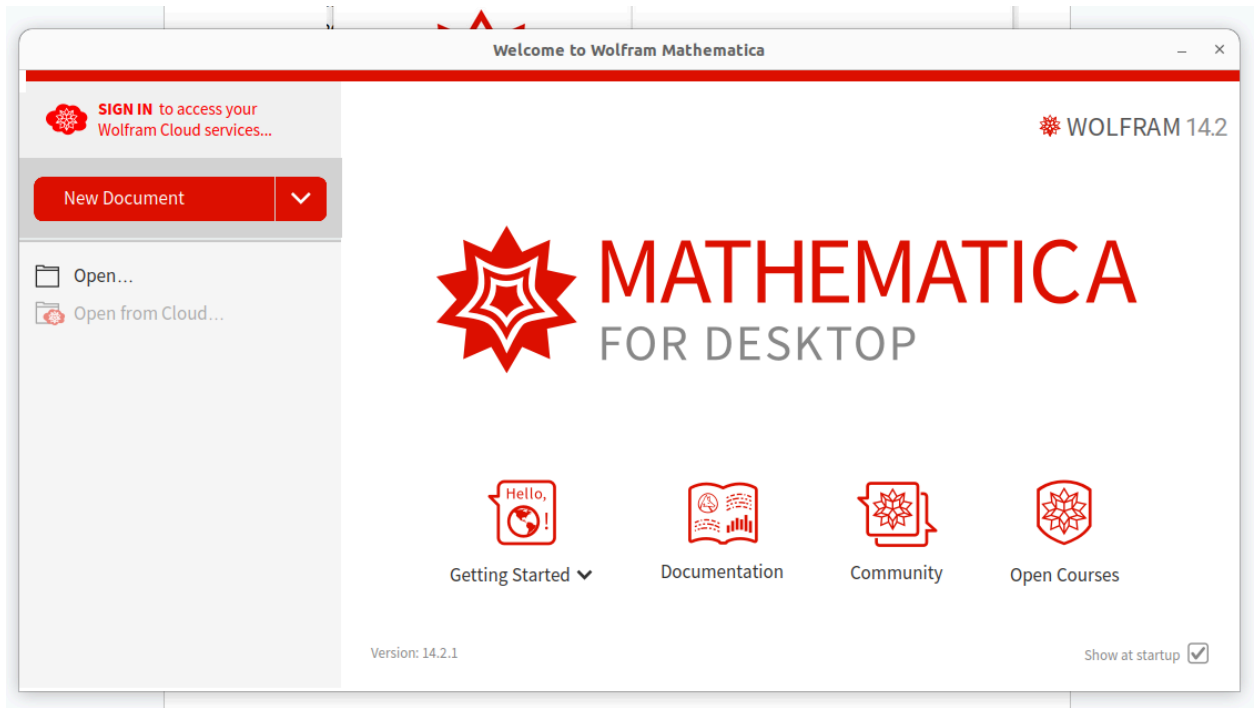 Welcome to Wolfram Mathematica
SIGN IN to access your
Wolfram Cloud services...
WOLFRAM 14.2
New Document
Open...
Open from Cloud...
MATHEMATICA
FOR DESKTOP
Hello,
!
Getting Started
Documentation
Community
Open Courses
Version: 14.2.1
Show at startup